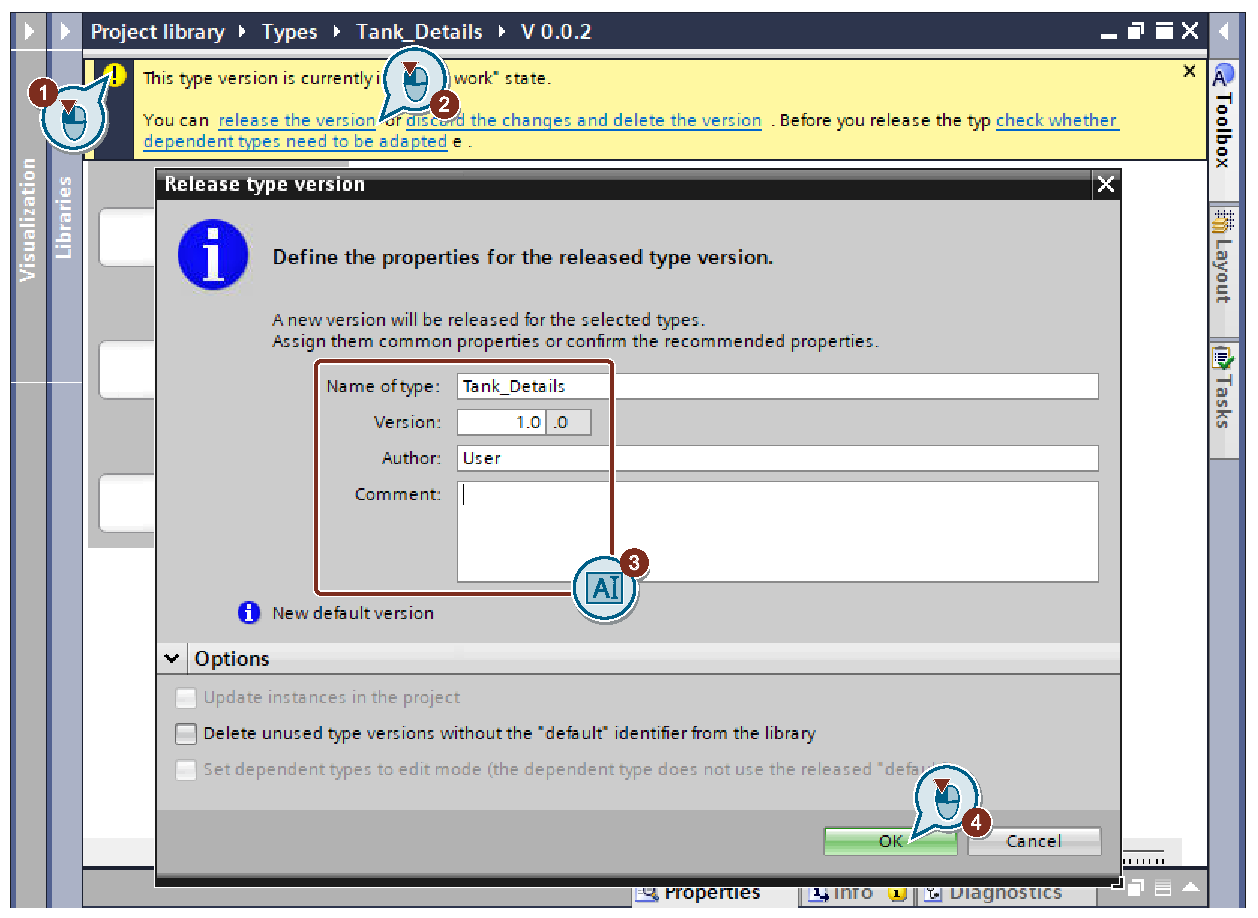 Project library Types Tank_Details V 0.0.2
This type version is currently i work" state.
You can release the version or discard the changes and delete the version . Before you release the typ check whether
dependent types need to be adapted e .
1
2
Visualization
Libraries
Toolbox
Layout
Tasks
Release type version
Define the properties for the released type version.
A new version will be released for the selected types.
Assign them common properties or confirm the recommended properties.
Name of type: Tank_Details
Version: 1.0 .0
Author: User
Comment:
3
AI
New default version
Options
Update instances in the project
Delete unused type versions without the "default" identifier from the library
Set dependent types to edit mode (the dependent type does not use the released "defau
4
OK Cancel
Properties Info Diagnostics